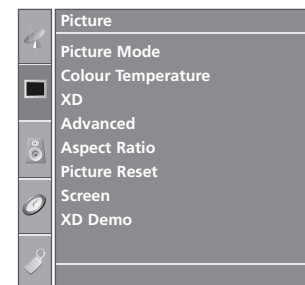 Picture
Picture Mode
Colour Temperature
XD
Advanced
Aspect Ratio
Picture Reset
Screen
XD Demo